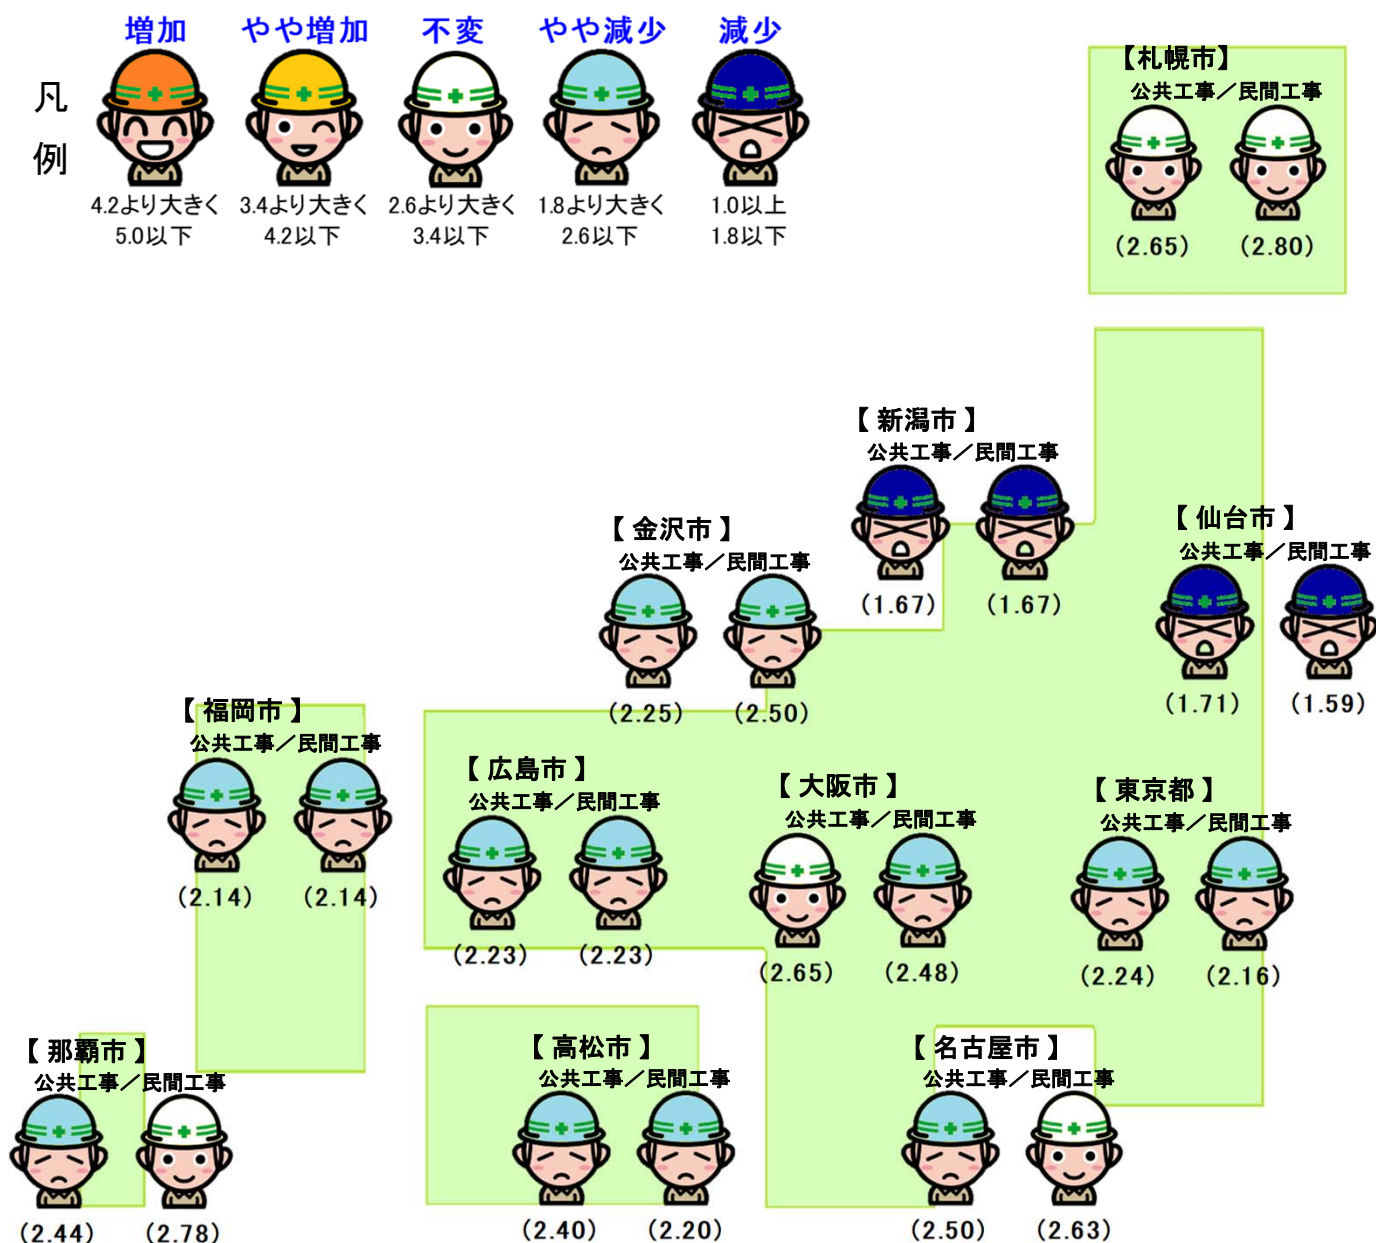 増加 やや増加 不変 やや減少 減少
凡例
4.2より大きく 3.4より大きく 2.6より大きく 1.8より大きく 1.0以上
5.0以下 4.2以下 3.4以下 2.6以下 1.8以下
【札幌市】
公共工事／民間工事
(2.65) (2.80)
【 新潟市 】
公共工事／民間工事
(1.67) (1.67)
【 仙台市 】
公共工事／民間工事
(1.71) (1.59)
【 金沢市 】
公共工事／民間工事
(2.25) (2.50)
【 福岡市 】
公共工事／民間工事
(2.14) (2.14)
【 広島市 】
公共工事／民間工事
(2.23) (2.23)
【 大阪市 】
公共工事／民間工事
(2.65) (2.48)
【 東京都 】
公共工事／民間工事
(2.24) (2.16)
【 那覇市 】
公共工事／民間工事
(2.44) (2.78)
【 高松市 】
公共工事／民間工事
(2.40) (2.20)
【 名古屋市 】
公共工事／民間工事
(2.50) (2.63)